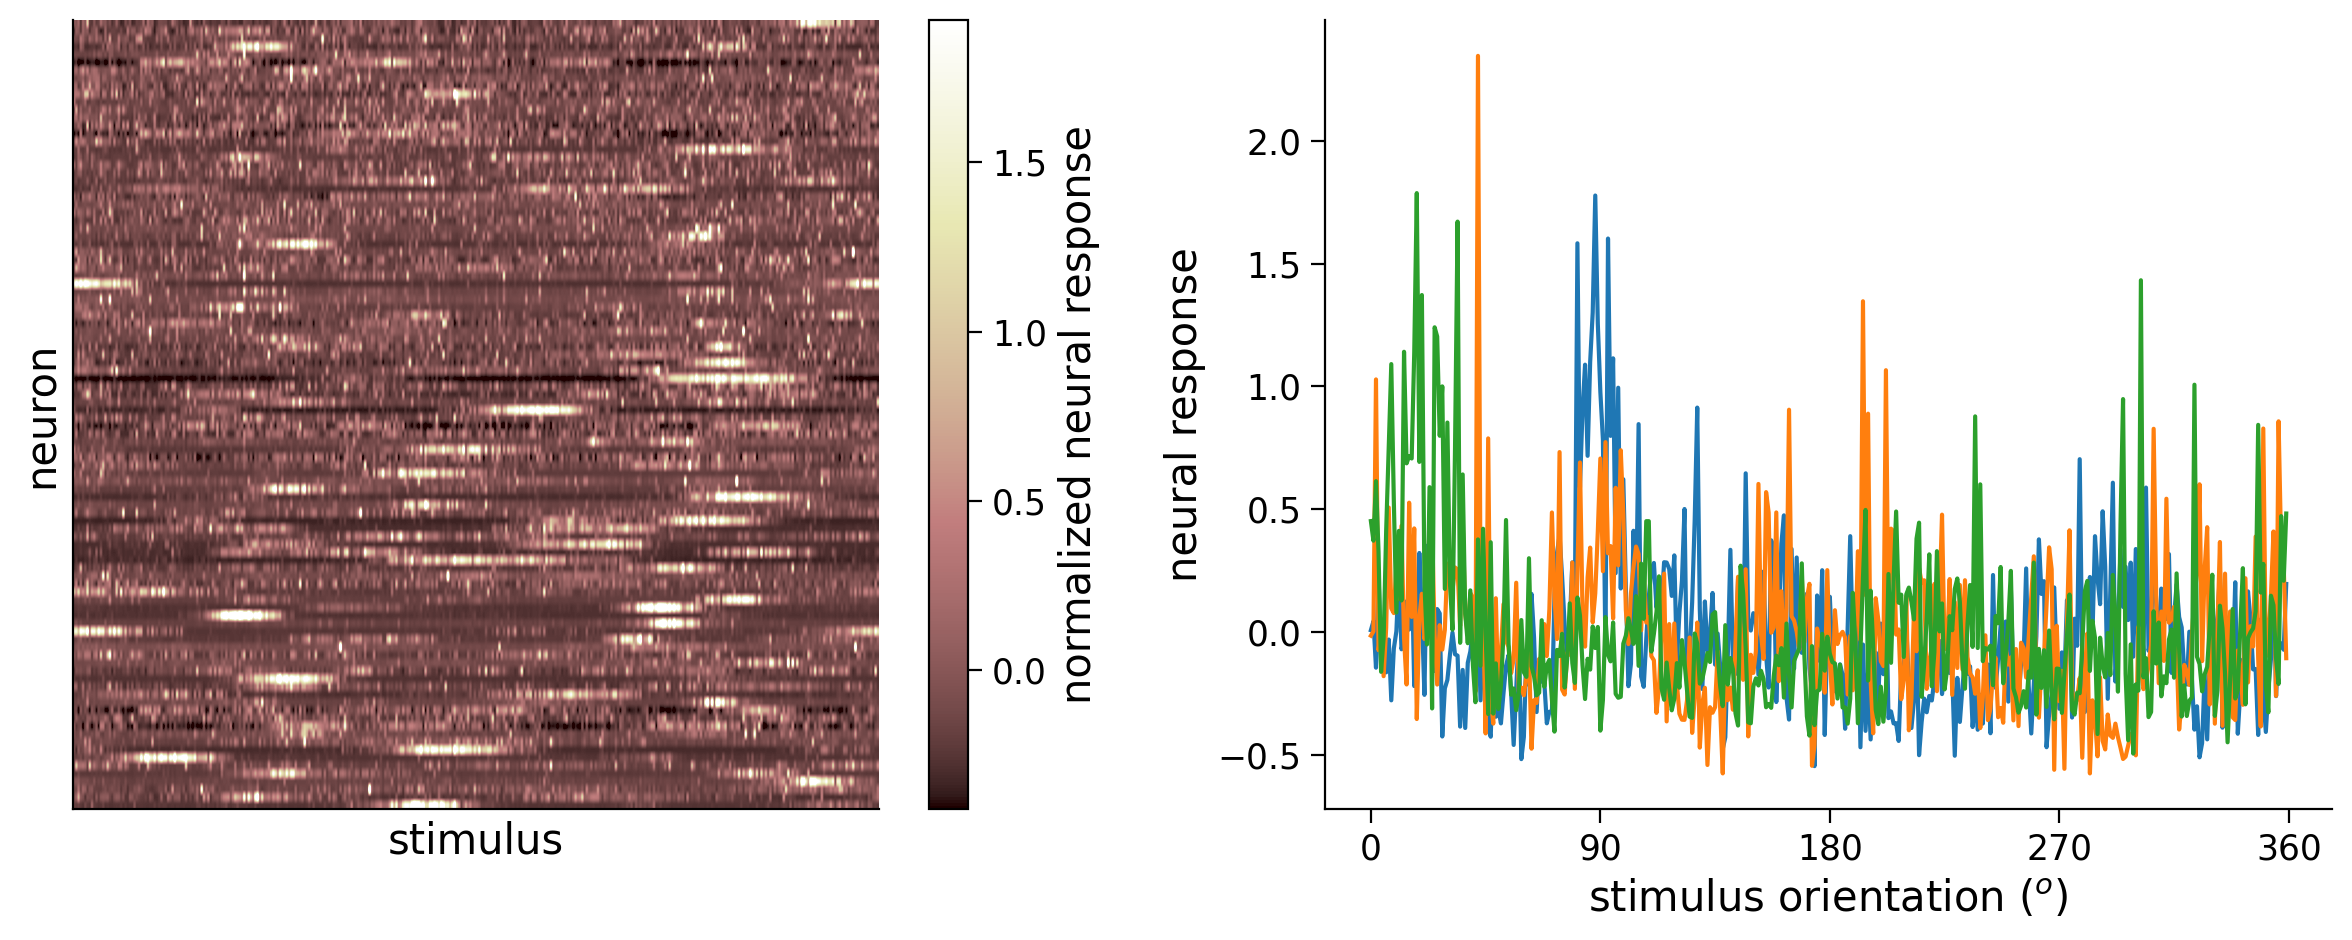 neuron
stimulus
1.5
1.0
0.5
0.0
normalized neural response
neural response
2.0
1.5
1.0
0.5
0.0
−0.5
0 90 180 270 360
stimulus orientation (o)